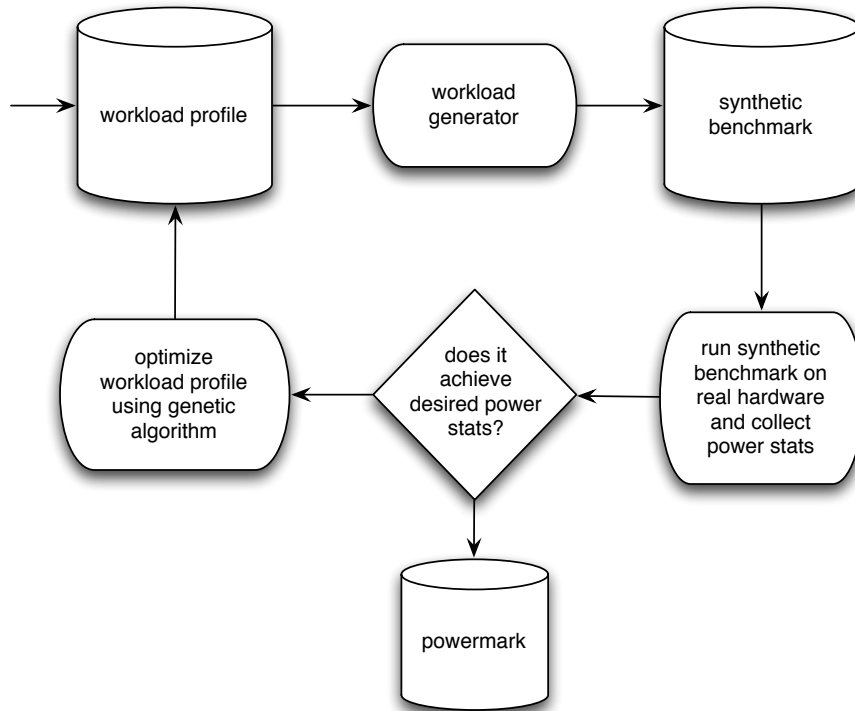 workload profile
workload
generator
synthetic
benchmark
optimize
workload profile
using genetic
algorithm
does it
achieve
desired power
stats?
run synthetic
benchmark on
real hardware
and collect
power stats
powermark